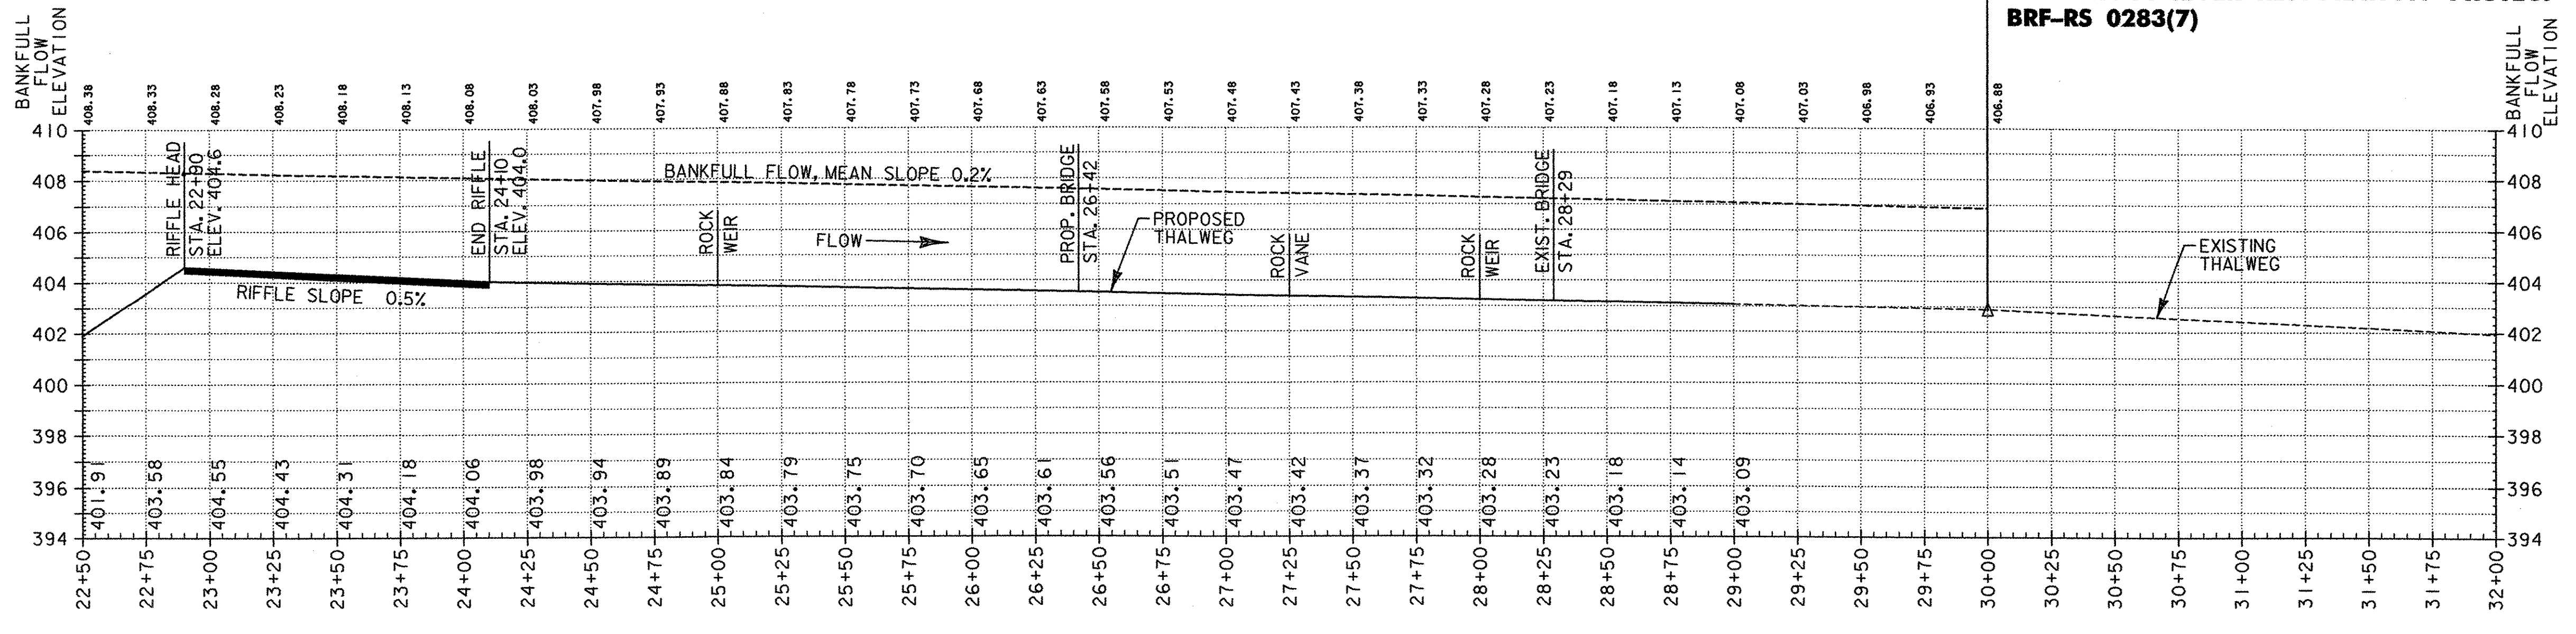 BRF-RS 0283(7)
BANKFULL
FLOW
ELEVATION
408.38 408.33 408.28 408.23 408.18 408.13 408.08 408.03 407.98 407.93 407.88 407.83 407.78 407.73 407.68 407.63 407.58 407.53 407.48 407.43 407.38 407.33 407.28 407.23 407.18 407.13 407.08 407.03 406.98 406.93 406.88
BANKFULL
FLOW
ELEVATION
410
408
406
404
402
400
398
396
394
RIFFLE HEAD
STA. 22+90
ELEV. 404.6
RIFFLE SLOPE 0.5%
END RIFFLE
STA. 24+10
ELEV. 404.0
BANKFULL FLOW, MEAN SLOPE 0.2%
ROCK
WEIR
FLOW
PROP. BRIDGE
STA. 26+42
PROPOSED
THALWEG
ROCK
VANE
ROCK
WEIR
EXIST. BRIDGE
STA. 28+29
EXISTING
THALWEG
410
408
406
404
402
400
398
396
394
401.91 403.58 404.55 404.43 404.31 404.18 404.06 403.98 403.94 403.89 403.84 403.79 403.75 403.70 403.65 403.61 403.56 403.51 403.47 403.42 403.37 403.32 403.28 403.23 403.18 403.14 403.09
22+50 22+75 23+00 23+25 23+50 23+75 24+00 24+25 24+50 24+75 25+00 25+25 25+50 25+75 26+00 26+25 26+50 26+75 27+00 27+25 27+50 27+75 28+00 28+25 28+50 28+75 29+00 29+25 29+50 29+75 30+00 30+25 30+50 30+75 31+00 31+25 31+50 31+75 32+00